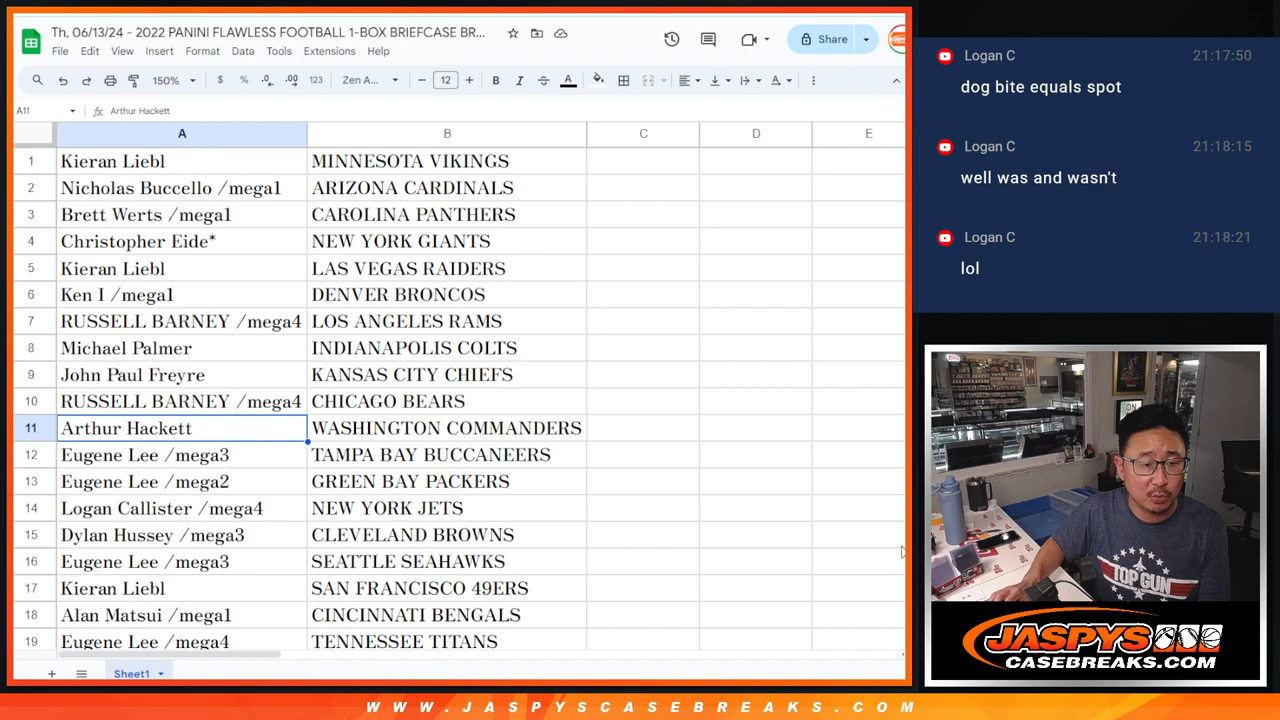 Th, 06/13/24 - 2022 PANINI FLAWLESS FOOTBALL 1-BOX BRIEFCASE BR...
File Edit View Insert Format Data Tools Extensions Help
Share
150% $ % .0 .00 123 Zen A... 12 B I A
A11 fx Arthur Hackett
A B C D E
1 Kieran Liebl MINNESOTA VIKINGS
2 Nicholas Buccello /mega1 ARIZONA CARDINALS
3 Brett Werts /mega1 CAROLINA PANTHERS
4 Christopher Eide* NEW YORK GIANTS
5 Kieran Liebl LAS VEGAS RAIDERS
6 Ken I /mega1 DENVER BRONCOS
7 RUSSELL BARNEY /mega4 LOS ANGELES RAMS
8 Michael Palmer INDIANAPOLIS COLTS
9 John Paul Freyre KANSAS CITY CHIEFS
10 RUSSELL BARNEY /mega4 CHICAGO BEARS
11 Arthur Hackett WASHINGTON COMMANDERS
12 Eugene Lee /mega3 TAMPA BAY BUCCANEERS
13 Eugene Lee /mega2 GREEN BAY PACKERS
14 Logan Callister /mega4 NEW YORK JETS
15 Dylan Hussey /mega3 CLEVELAND BROWNS
16 Eugene Lee /mega3 SEATTLE SEAHAWKS
17 Kieran Liebl SAN FRANCISCO 49ERS
18 Alan Matsui /mega1 CINCINNATI BENGALS
19 Eugene Lee /mega4 TENNESSEE TITANS
Sheet1
Logan C 21:17:50
dog bite equals spot
Logan C 21:18:15
well was and wasn't
Logan C 21:18:21
lol
ON
TOP GUN
JASPYS
CASEBREAKS.COM
WWW.JASPYSCASEBREAKS.COM